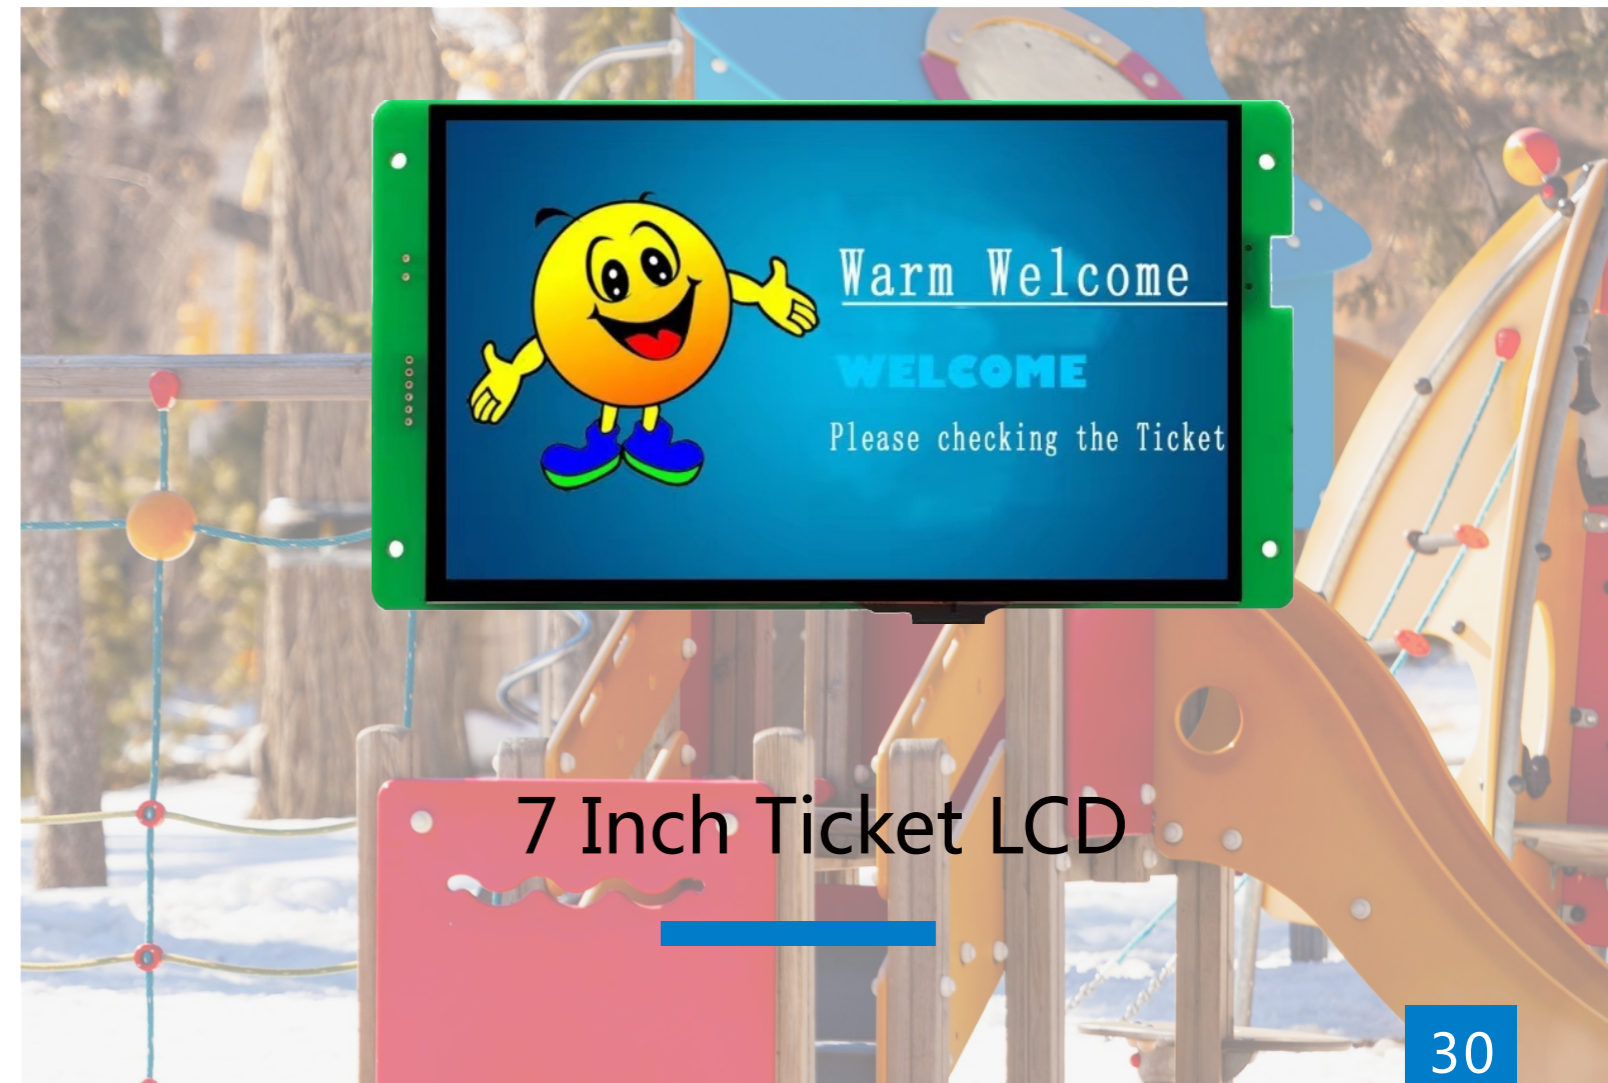 Warm Welcome
WELCOME
Please checking the Ticket
7 Inch Ticket LCD
30